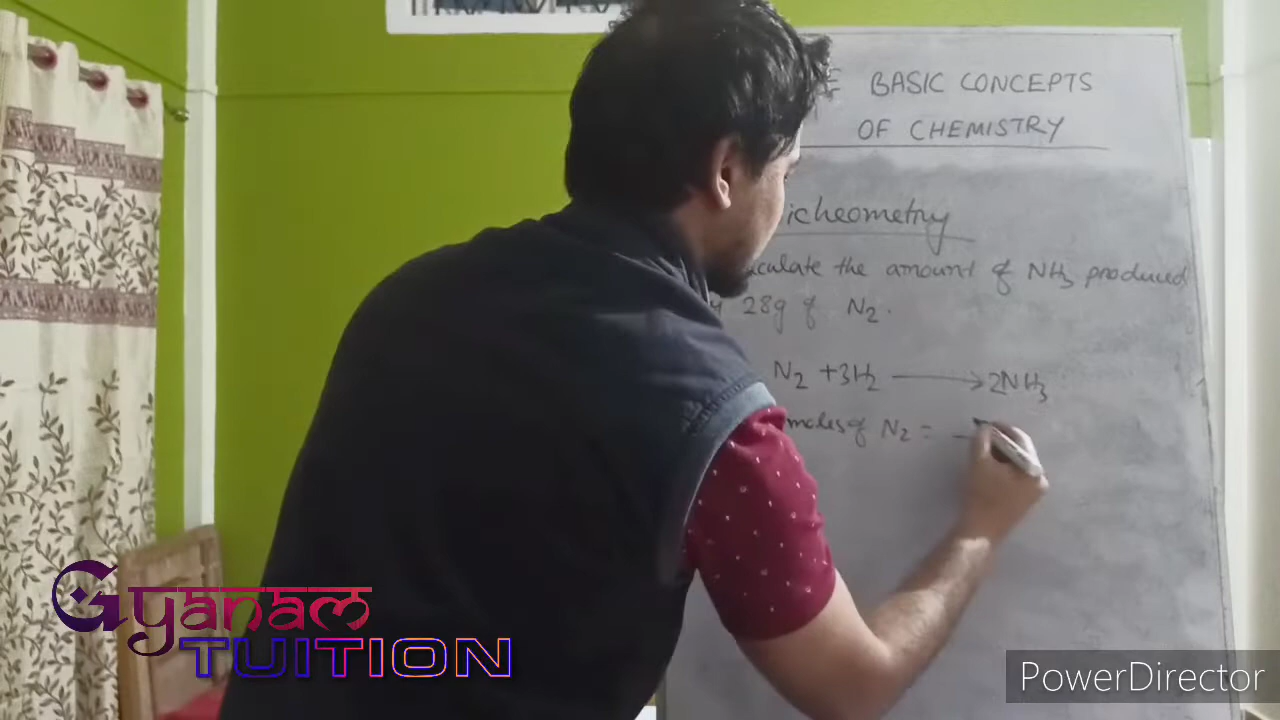 BASIC CONCEPTS
OF CHEMISTRY
icheometry
culate the amount of NH3 produced
28g of N2.
N2 + 3H2 → 2NH3
moles of N2 =
Gyanam
TUITION
PowerDirector